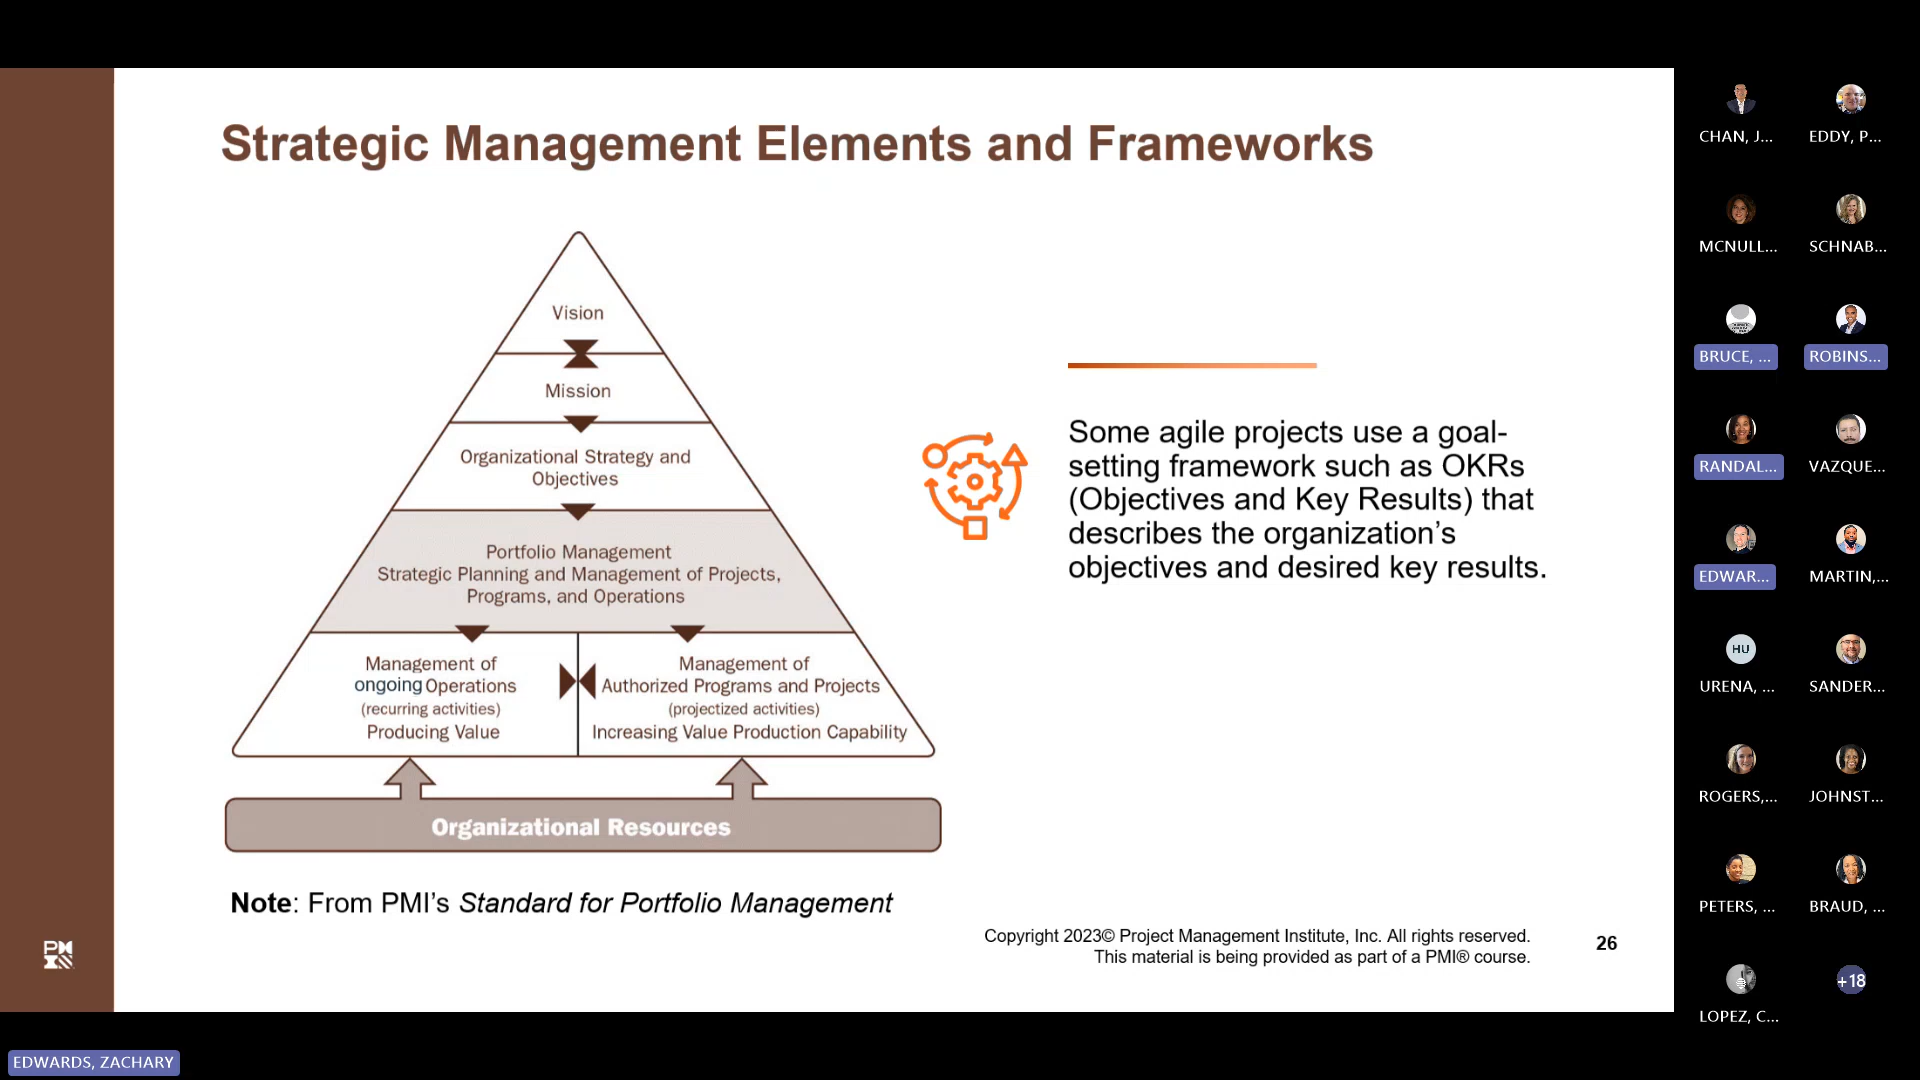 Strategic Management Elements and Frameworks
Vision
Mission
Organizational Strategy and
Objectives
Portfolio Management
Strategic Planning and Management of Projects,
Programs, and Operations
Management of
ongoing Operations
(recurring activities)
Producing Value
Management of
Authorized Programs and Projects
(projectized activities)
Increasing Value Production Capability
Organizational Resources
Note: From PMI’s Standard for Portfolio Management
Some agile projects use a goal-
setting framework such as OKRs
(Objectives and Key Results) that
describes the organization’s
objectives and desired key results.
Copyright 2023© Project Management Institute, Inc. All rights reserved.
This material is being provided as part of a PMI® course.
26
CHAN, J...
EDDY, P...
MCNULL...
SCHNAB...
BRUCE, ...
ROBINS...
RANDAL...
VAZQUE...
EDWAR...
MARTIN,...
HU
URENA, ...
SANDER...
ROGERS,...
JOHNST...
PETERS, ...
BRAUD, ...
LOPEZ, C...
+18
EDWARDS, ZACHARY